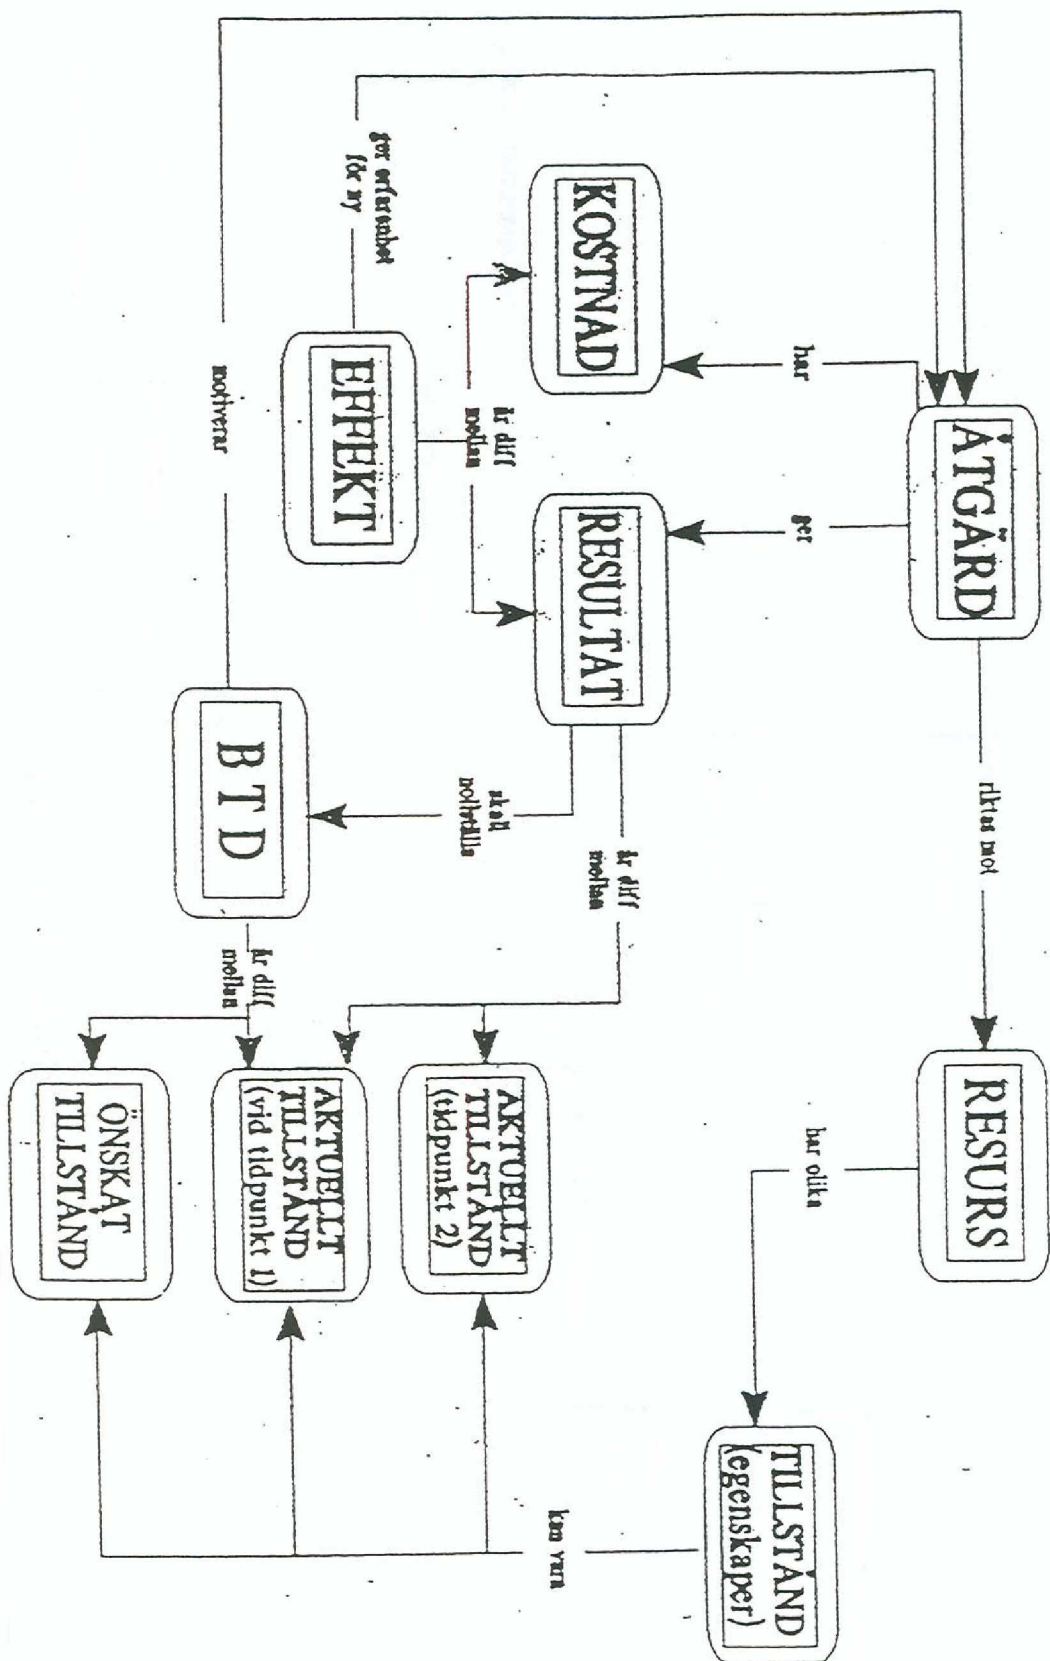 ÅTGÄRD
riktas mot
RESURS
har
ger
har olika
TILLSTÅND
(egenskaper)
KOSTNAD
RESULTAT
är diff
mellan
kan vara
är diff
mellan
skall
nollställa
AKTUELLT
TILLSTÅND
(tidpunkt 2)
ger erfarenhet
för ny
EFFEKT
AKTUELLT
TILLSTÅND
(vid tidpunkt 1)
motiverar
B T D
är diff
mellan
ÖNSKAT
TILLSTÅND